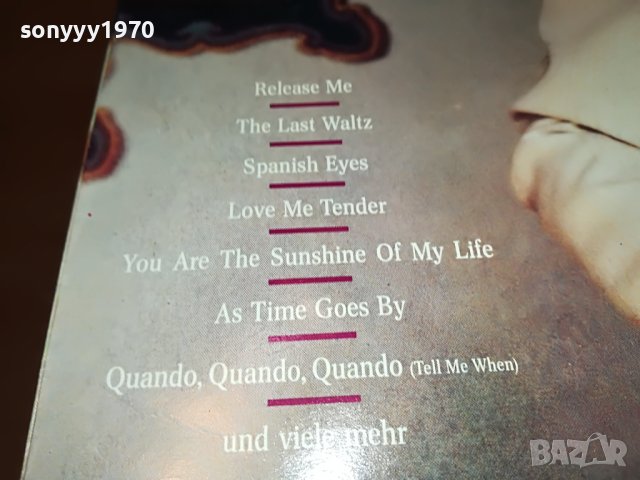 sonyyy1970
Release Me
The Last Waltz
Spanish Eyes
Love Me Tender
You Are The Sunshine Of My Life
As Time Goes By
Quando, Quando, Quando (Tell Me When)
und viele mehr
BAZAR